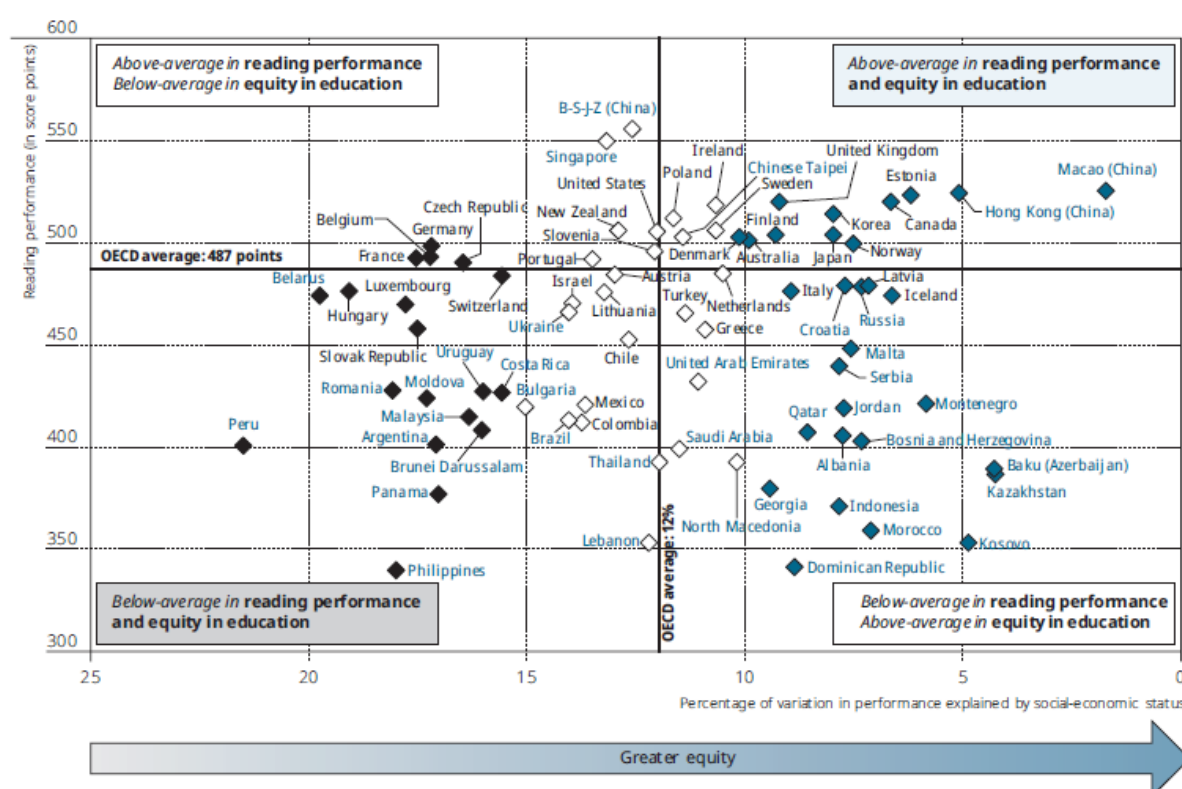 600
Reading performance (in score points)
Above-average in reading performance
Below-average in equity in education
Above-average in reading performance
and equity in education
B-S-J-Z (China)
550
Singapore
Ireland
United Kingdom
Chinese Taipei
Poland
Estonia
Macao (China)
United States
Sweden
Czech Republic
New Zealand
Finland
Korea
Canada
Hong Kong (China)
Belgium
Germany
500
Slovenia
OECD average: 487 points
France
Portugal
Denmark
Australia
Japan
Norway
Belarus
Luxembourg
Israel
Austria
Latvia
Hungary
Switzerland
Lithuania
Turkey
Netherlands
Italy
Iceland
Ukraine
Greece
Croatia
Russia
450
Slovak Republic
Uruguay
Chile
United Arab Emirates
Malta
Costa Rica
Serbia
Romania
Moldova
Bulgaria
Mexico
Montenegro
Peru
Malaysia
Colombia
Qatar
Jordan
400
Argentina
Brazil
Saudi Arabia
Bosnia and Herzegovina
Brunei Darussalam
Thailand
Albania
Baku (Azerbaijan)
Panama
Kazakhstan
Georgia
Indonesia
North Macedonia
Morocco
350
Lebanon
OECD average: 12%
Kosovo
Philippines
Dominican Republic
Below-average in reading performance
and equity in education
Below-average in reading performance
Above-average in equity in education
300
25
20
15
10
5
0
Percentage of variation in performance explained by social-economic status
Greater equity